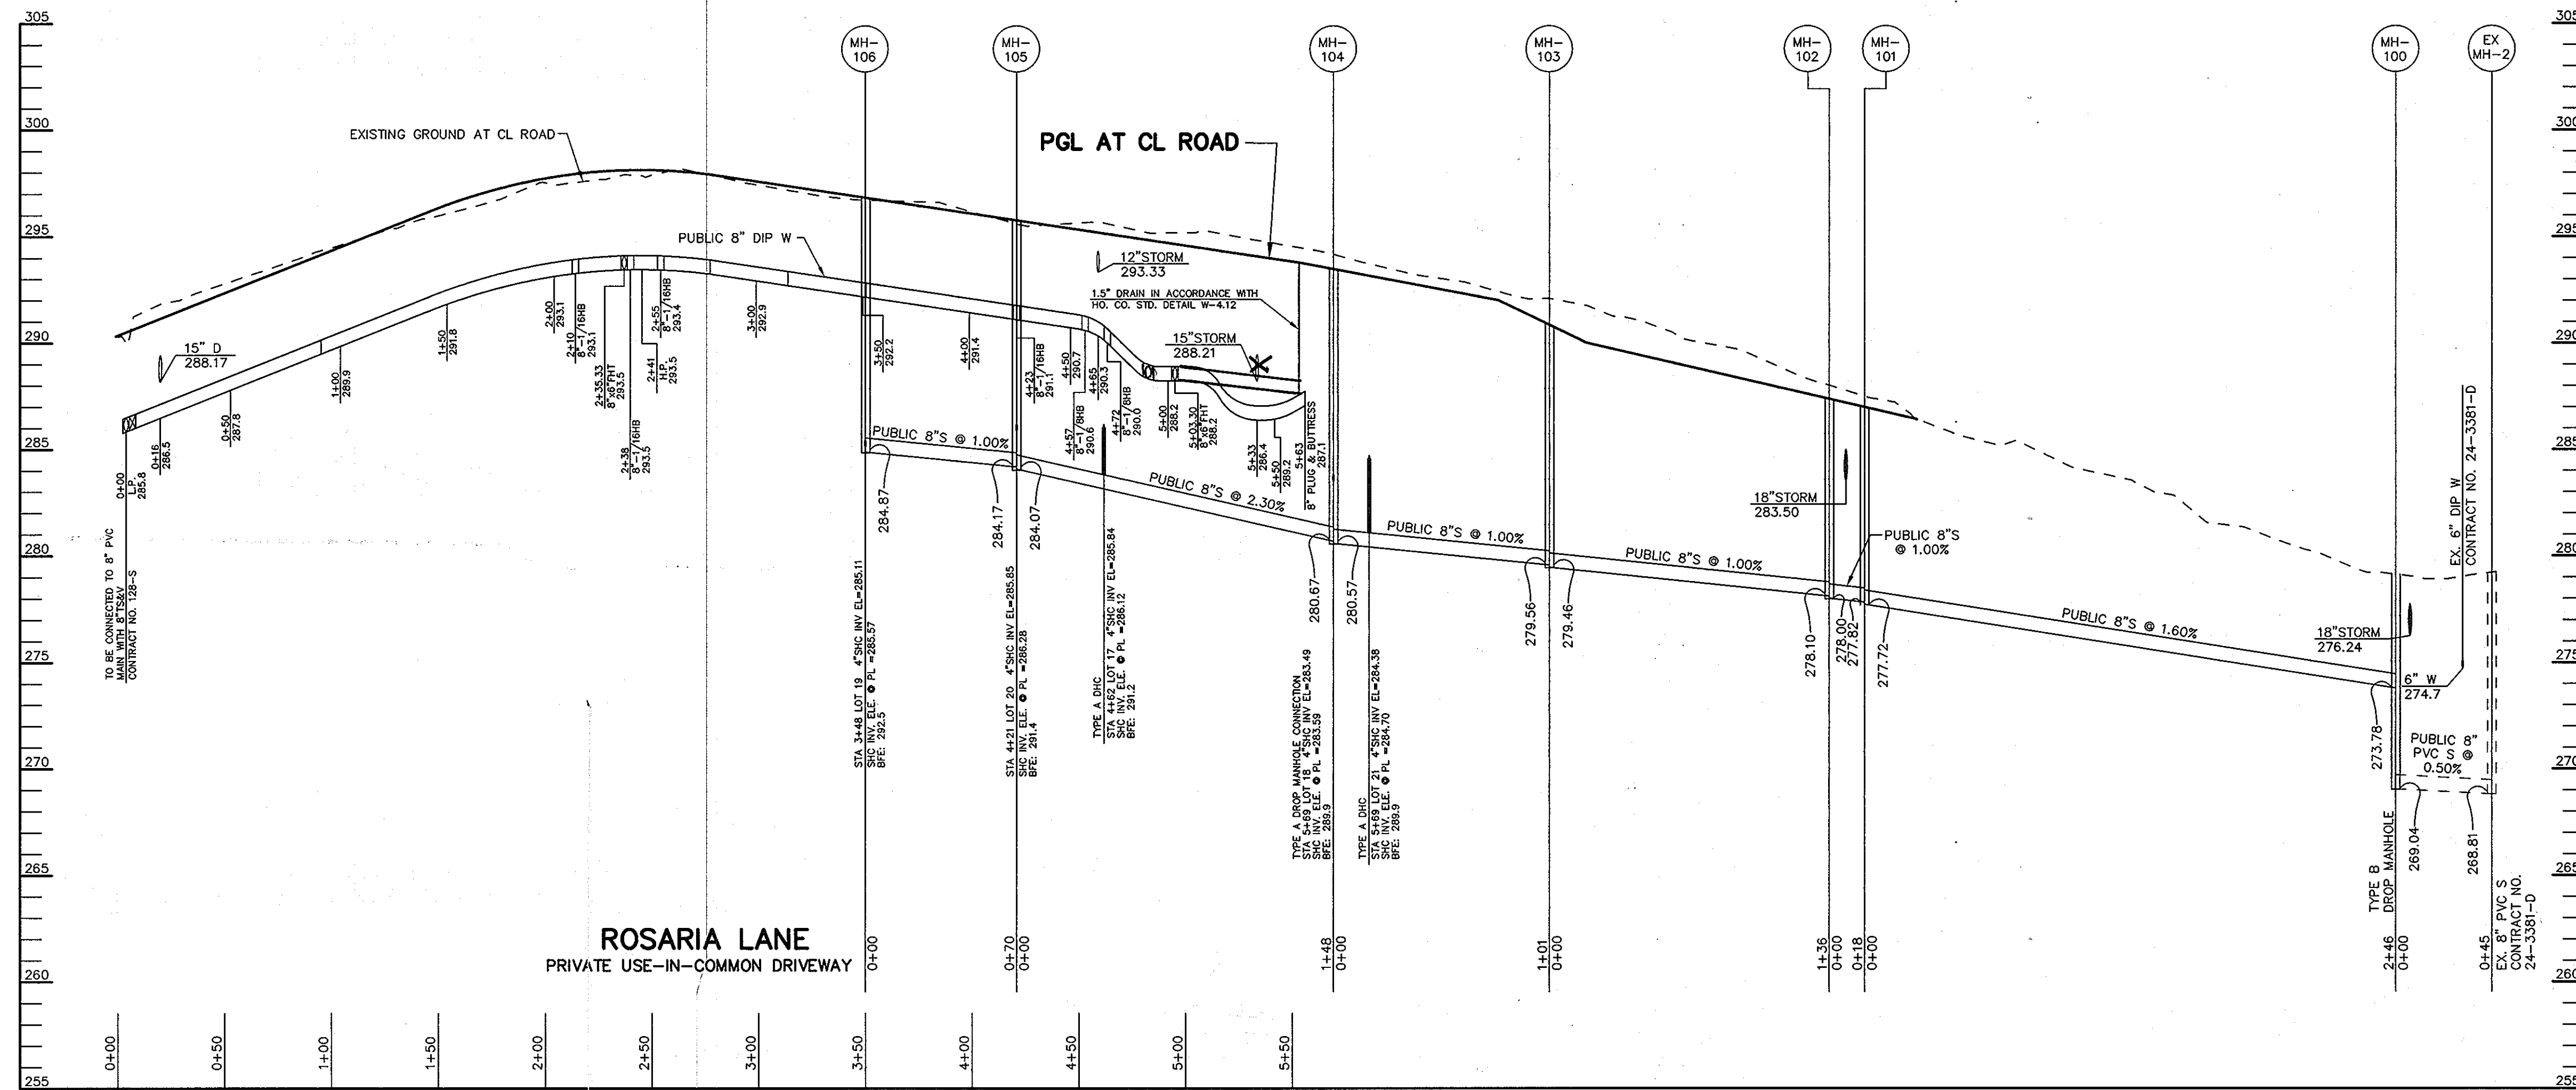 305
300
295
290
285
280
275
270
265
260
255
305
300
295
290
285
280
275
270
265
260
255
MH-
106
MH-
105
MH-
104
MH-
103
MH-
102
MH-
101
MH-
100
EX
MH-2
EXISTING GROUND AT CL ROAD
PGL AT CL ROAD
PUBLIC 8" DIP W
12"STORM
293.33
1.5" DRAIN IN ACCORDANCE WITH
HO. CO. STD. DETAIL W-4.12
15"STORM
288.21
15" D
288.17
0+00
L.P.
285.8
0+16
286.5
0+50
287.8
1+00
289.9
1+50
291.8
2+00
293.1
2+10
8"-1/16HB
293.1
2+35.33
8"x6"FHT
293.5
2+38
8"-1/16HB
293.5
2+41
H.P.
293.5
2+55
8"-1/16HB
293.4
3+00
292.9
3+50
292.2
4+00
291.4
4+23
8"-1/16HB
291.1
4+50
290.7
4+57
8"-1/8HB
290.6
4+65
290.3
4+72
8"-1/8HB
290.0
5+00
288.2
5+03.30
8"x6"FHT
288.2
5+33
286.4
5+50
289.2
5+63
8" PLUG & BUTTRESS
287.1
TO BE CONNECTED TO 8" PVC
MAIN WITH 8"TS&V
CONTRACT NO. 128-S
PUBLIC 8"S @ 1.00%
PUBLIC 8"S @ 2.30%
PUBLIC 8"S @ 1.00%
PUBLIC 8"S @ 1.00%
PUBLIC 8"S
@ 1.00%
PUBLIC 8"S @ 1.60%
18"STORM
283.50
18"STORM
276.24
6" W
274.7
EX. 6" DIP W
CONTRACT NO. 24-3381-D
PUBLIC 8"
PVC S @
0.50%
284.87
284.17
284.07
280.67
280.57
279.56
279.46
278.10
278.00
277.82
277.72
273.78
269.04
268.81
STA 3+48 LOT 19 4"SHC INV EL=285.11
SHC INV. ELE. @ PL =285.57
BFE: 292.5
STA 4+21 LOT 20 4"SHC INV EL=285.85
SHC INV. ELE. @ PL =286.28
BFE: 291.4
TYPE A DHC
STA 4+62 LOT 17 4"SHC INV EL=285.84
SHC INV. ELE. @ PL =286.12
BFE: 291.2
TYPE A DROP MANHOLE CONNECTION
STA 5+69 LOT 18 4"SHC INV EL=283.49
SHC INV. ELE. @ PL =283.59
BFE: 289.9
TYPE A DHC
STA 5+69 LOT 21 4"SHC INV EL=284.38
SHC INV. ELE. @ PL =284.70
BFE: 289.9
TYPE B
DROP MANHOLE
EX. 8" PVC S
CONTRACT NO.
24-3381-D
ROSARIA LANE
PRIVATE USE-IN-COMMON DRIVEWAY
0+00
0+70
0+00
1+48
0+00
1+01
0+00
1+36
0+00
0+18
0+00
2+46
0+00
0+45
0+00
0+50
1+00
1+50
2+00
2+50
3+00
3+50
4+00
4+50
5+00
5+50